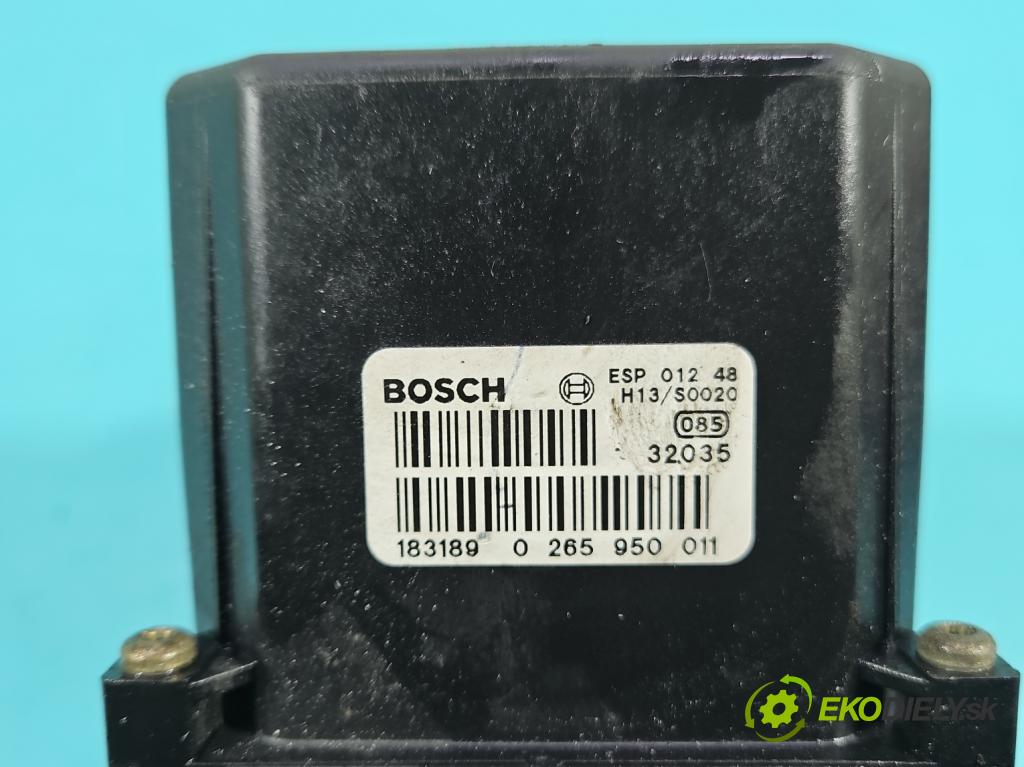 BOSCH ESP 012 48
H13/S0020
085
32035
183189 0 265 950 011
EKODIELY.sk